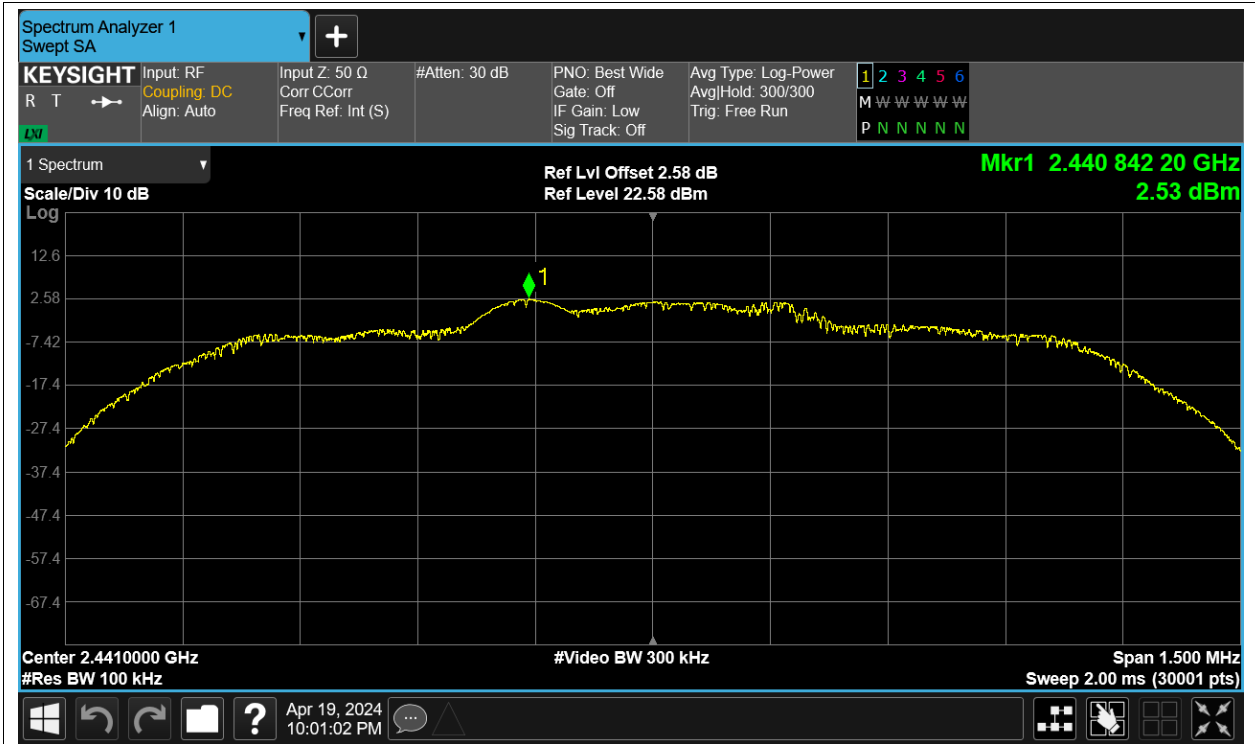 Spectrum Analyzer 1
Swept SA
+
KEYSIGHT
R T
LXI
Input: RF
Coupling: DC
Align: Auto
Input Z: 50 Ω
Corr CCorr
Freq Ref: Int (S)
#Atten: 30 dB
PNO: Best Wide
Gate: Off
IF Gain: Low
Sig Track: Off
Avg Type: Log-Power
Avg|Hold: 300/300
Trig: Free Run
1 2 3 4 5 6
M W W W W W
P N N N N N
1 Spectrum
Scale/Div 10 dB
Log
Ref Lvl Offset 2.58 dB
Ref Level 22.58 dBm
Mkr1 2.440 842 20 GHz
2.53 dBm
12.6
2.58
-7.42
-17.4
-27.4
-37.4
-47.4
-57.4
-67.4
1
Center 2.4410000 GHz
#Res BW 100 kHz
#Video BW 300 kHz
Span 1.500 MHz
Sweep 2.00 ms (30001 pts)
?
Apr 19, 2024
10:01:02 PM